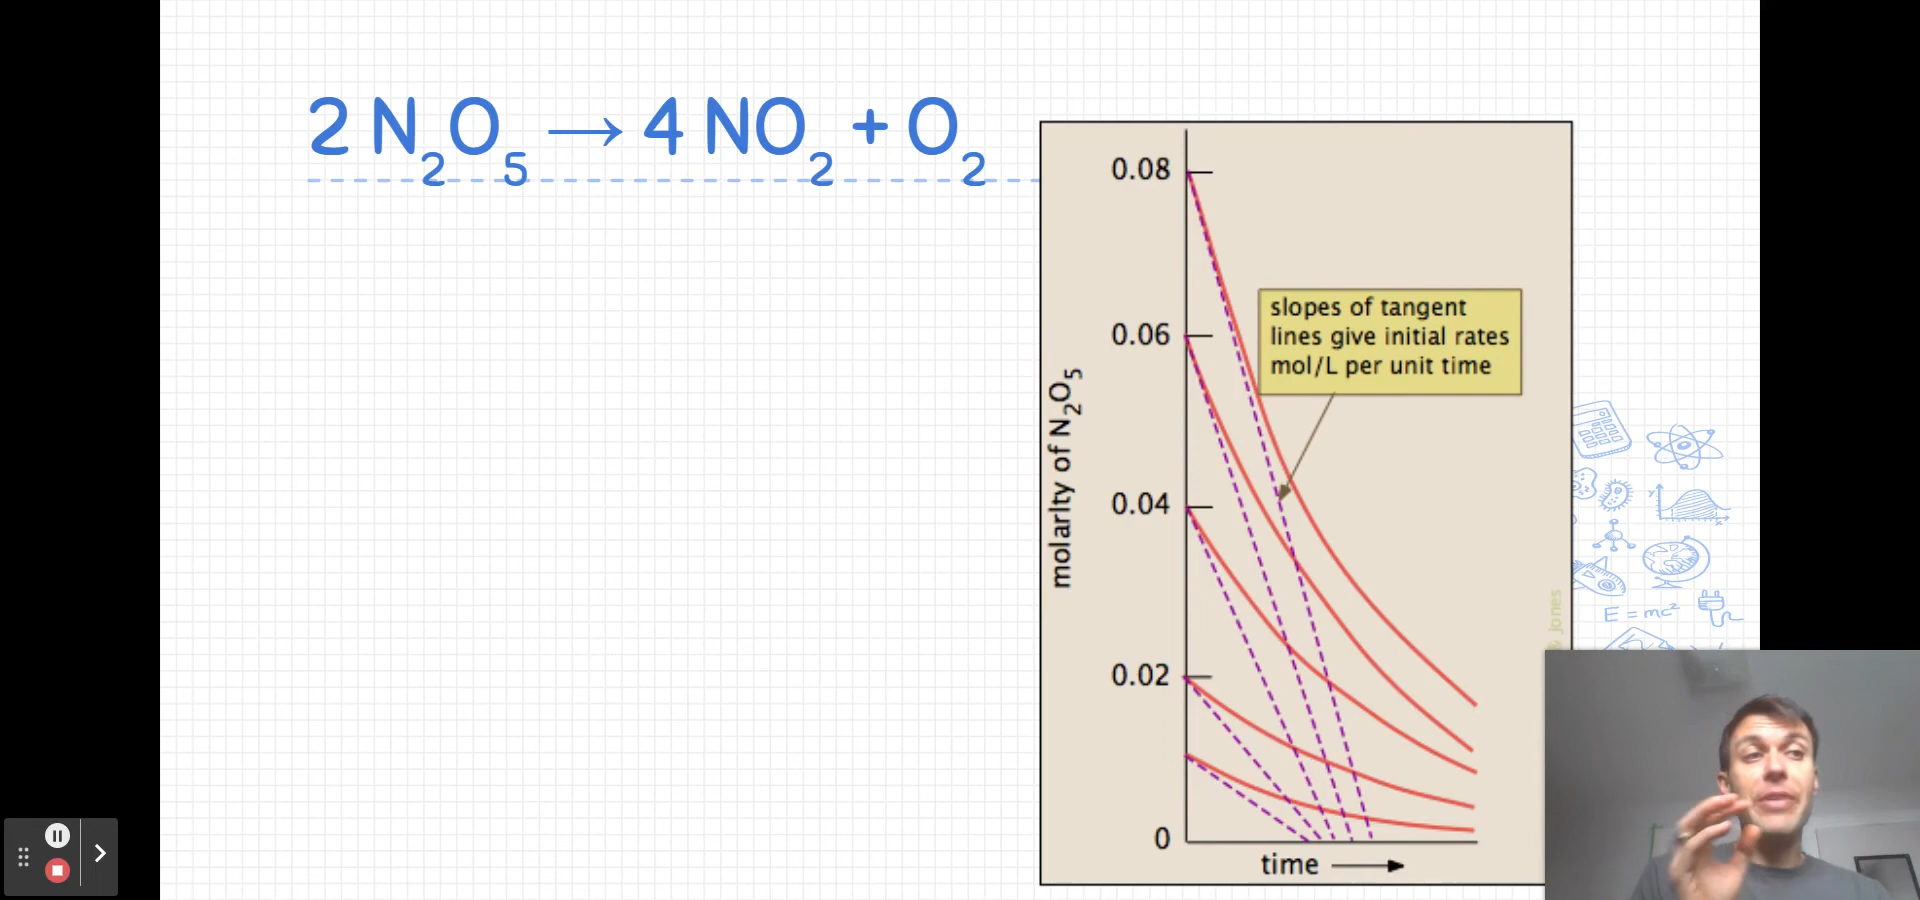 2 N₂O₅ → 4 NO₂ + O₂
0.08
0.06
0.04
0.02
0
molarity of N₂O₅
slopes of tangent
lines give initial rates
mol/L per unit time
time →
Jones
E = mc²
y
x